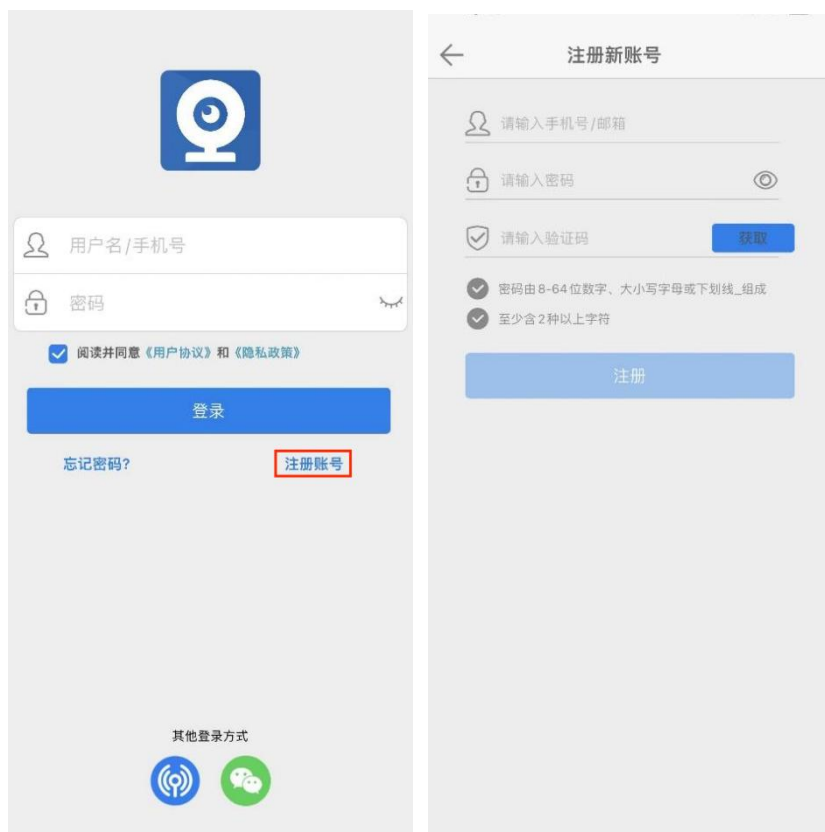 用户名/手机号
密码
阅读并同意《用户协议》和《隐私政策》
登录
忘记密码?
注册账号
其他登录方式
注册新账号
请输入手机号/邮箱
请输入密码
请输入验证码
获取
密码由8-64位数字、大小写字母或下划线_组成
至少含2种以上字符
注册